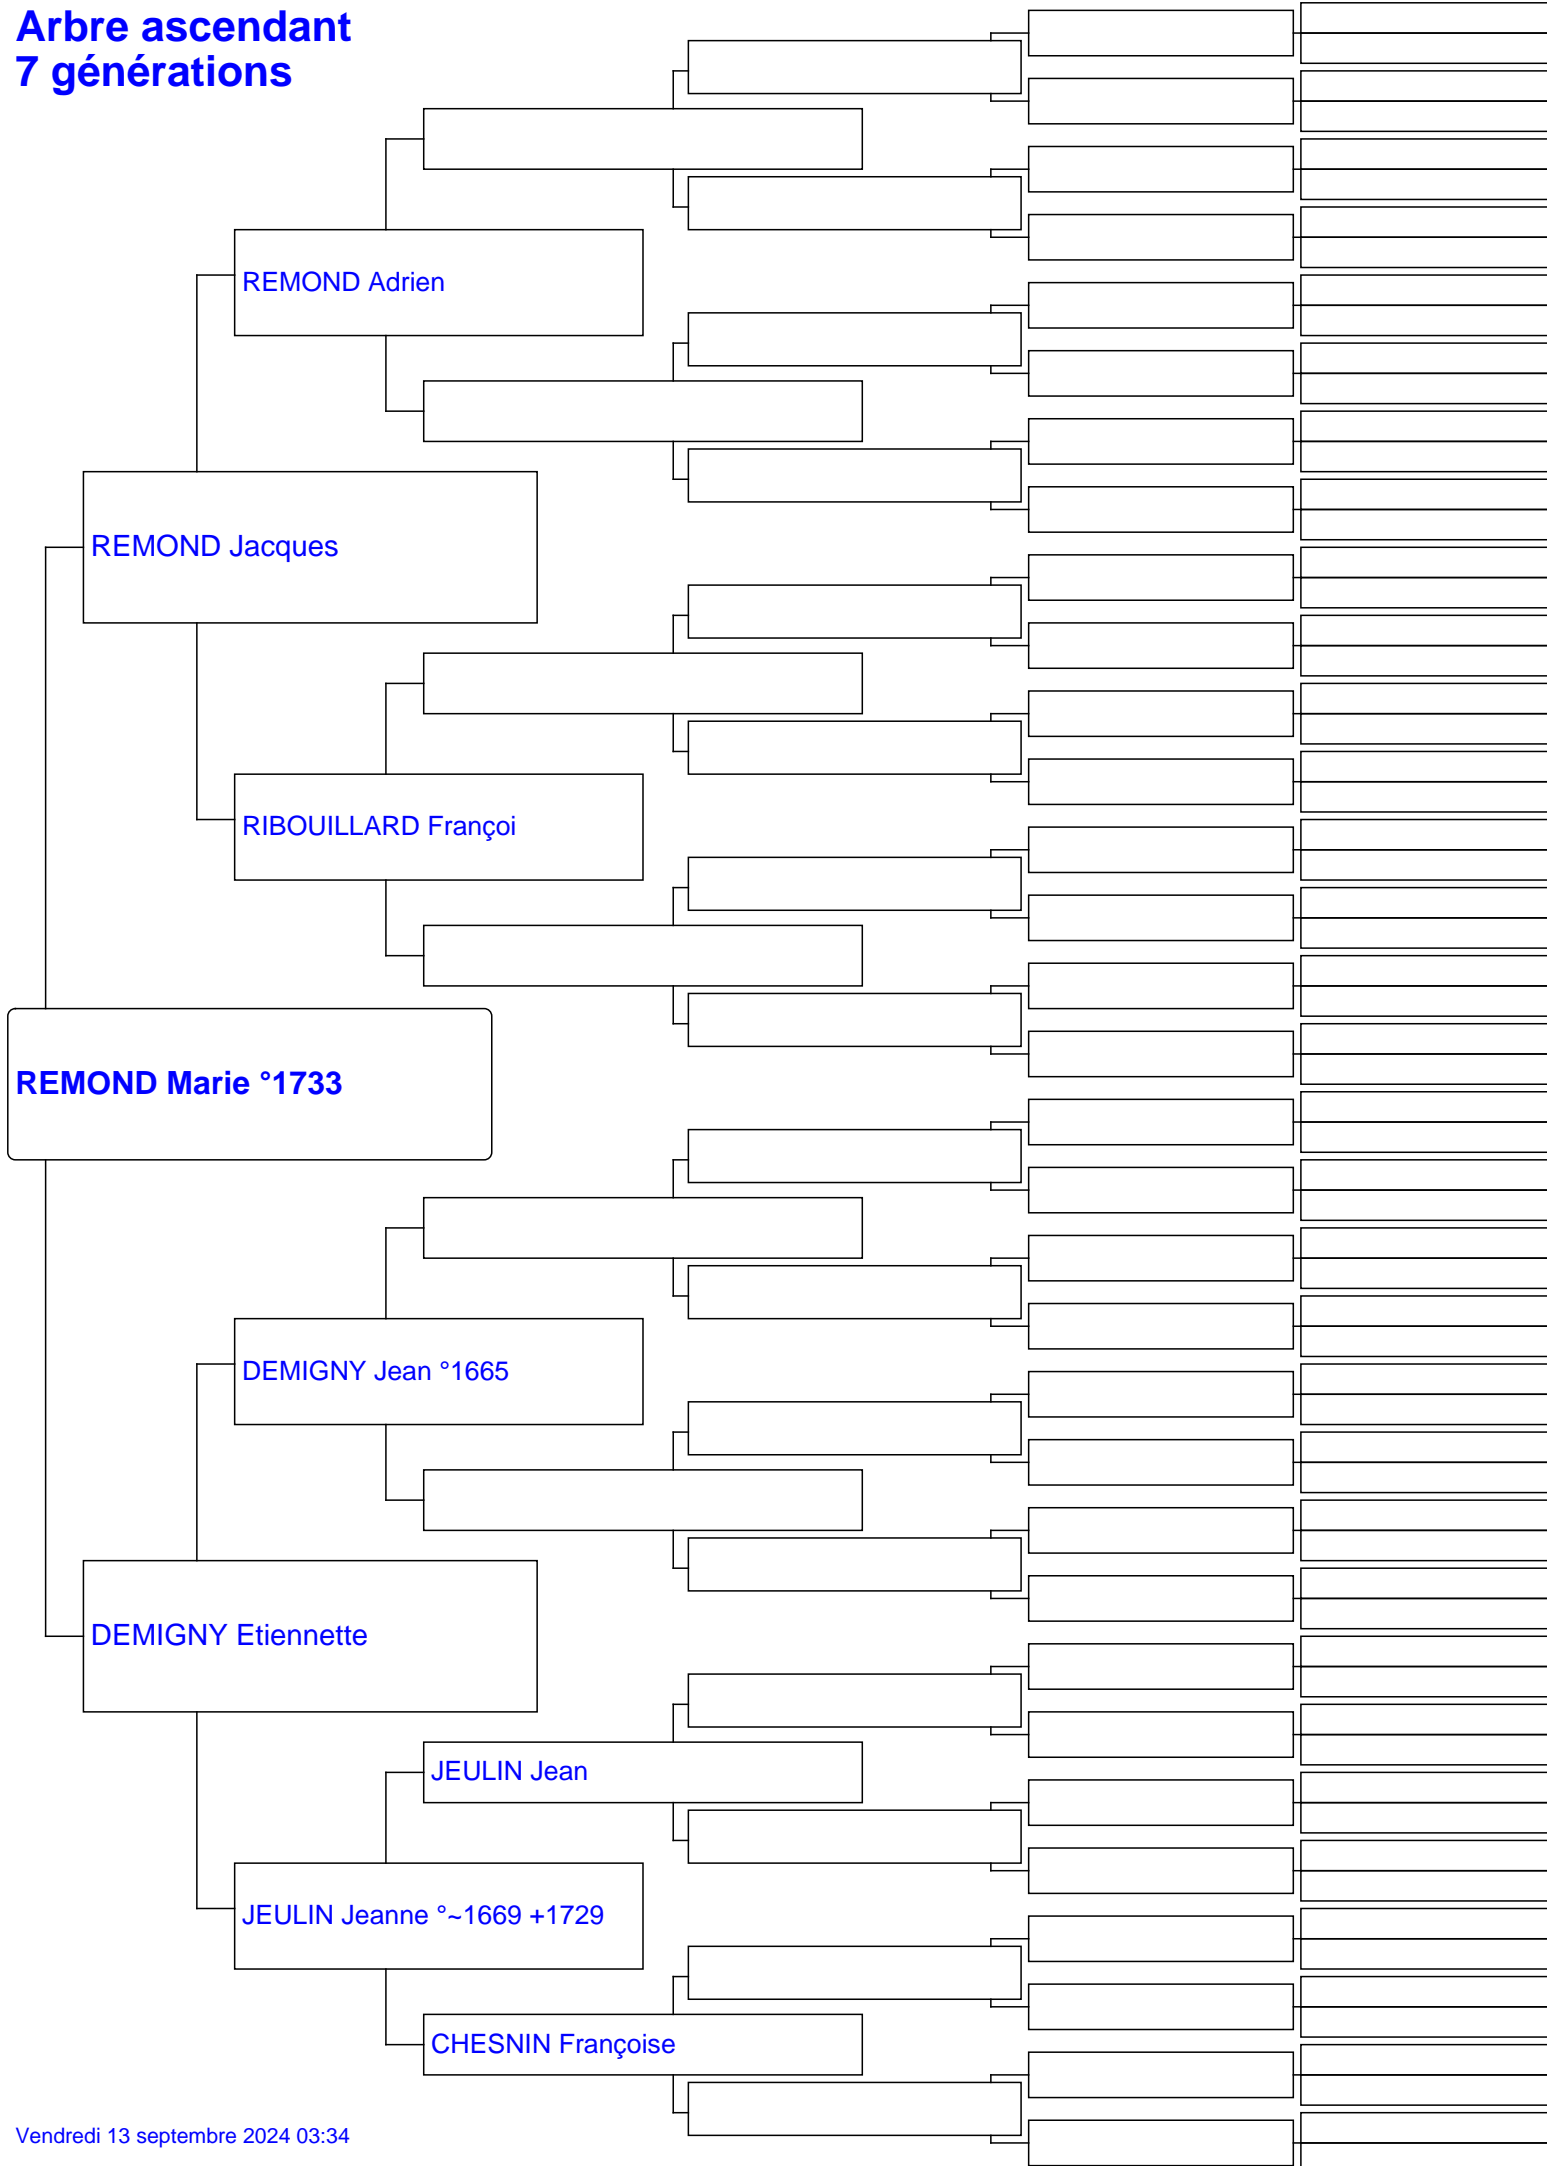 Arbre ascendant
7 générations
REMOND Adrien
REMOND Jacques
RIBOUILLARD Françoi
REMOND Marie °1733
DEMIGNY Jean °1665
DEMIGNY Etiennette
JEULIN Jean
JEULIN Jeanne °~1669 +1729
CHESNIN Françoise
Vendredi 13 septembre 2024 03:34